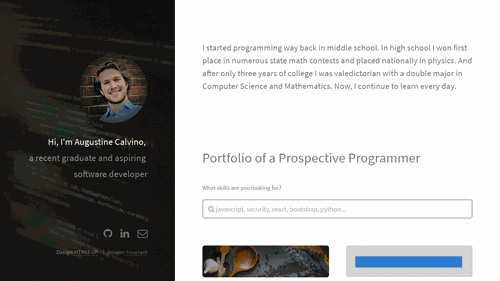 Hi, I'm Augustine Calvino,
a recent graduate and aspiring
software developer
Design: HTML5 UP | Images: Unsplash
I started programming way back in middle school. In high school I won first
place in numerous state math contests and placed nationally in physics. And
after only three years of college I was valedictorian with a double major in
Computer Science and Mathematics. Now, I continue to learn every day.
Portfolio of a Prospective Programmer
What skills are you looking for?
javascript, security, react, bootstrap, python...